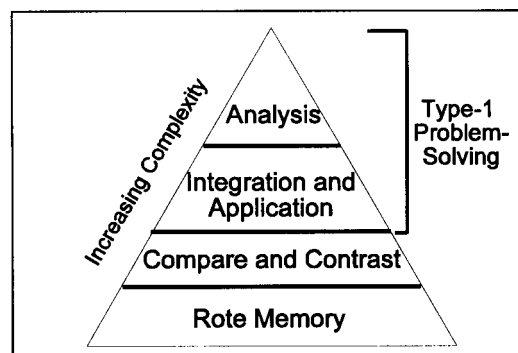 Increasing Complexity
Analysis
Integration and
Application
Compare and Contrast
Rote Memory
Type-1
Problem-
Solving